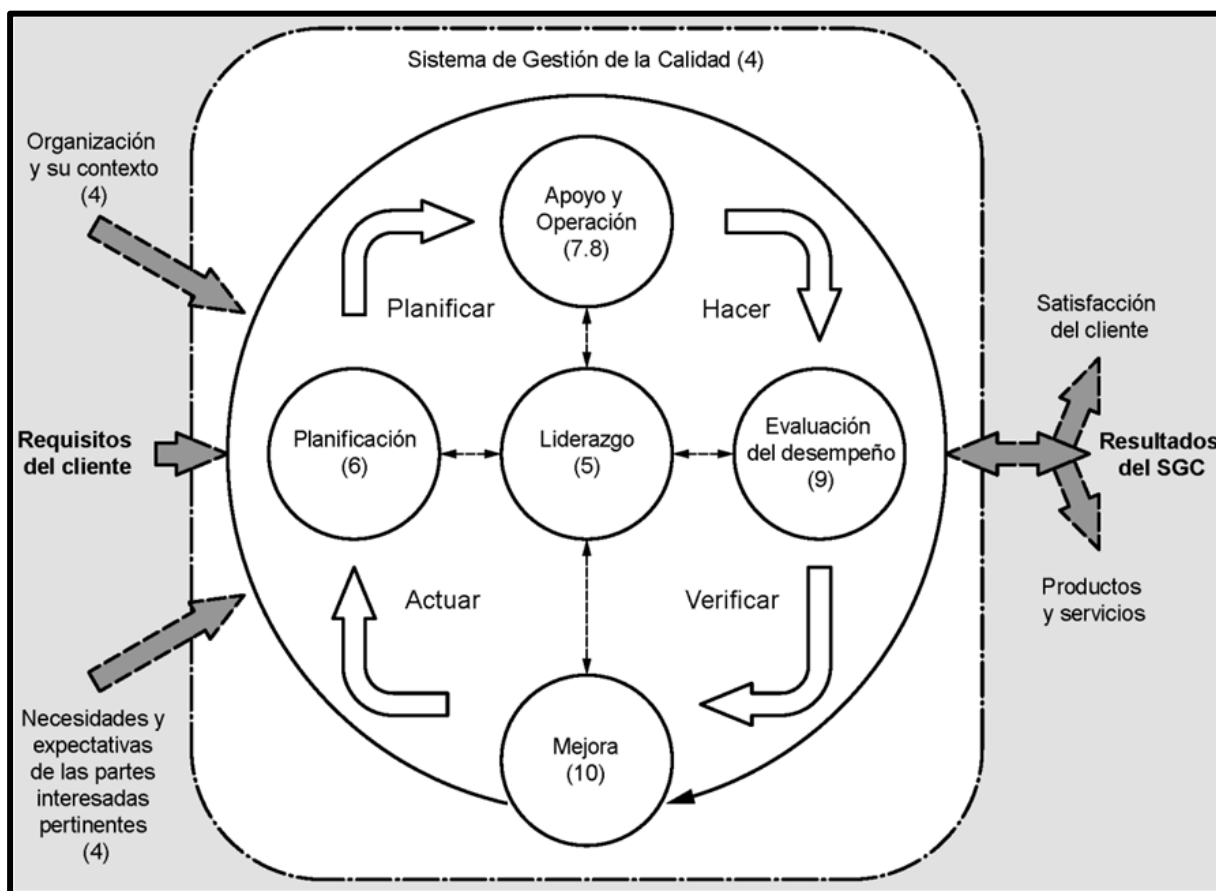 Sistema de Gestión de la Calidad (4)
Organización
y su contexto
(4)
Apoyo y
Operación
(7.8)
Planificar
Hacer
Satisfacción
del cliente
Requisitos
del cliente
Planificación
(6)
Liderazgo
(5)
Evaluación
del desempeño
(9)
Resultados
del SGC
Actuar
Verificar
Productos
y servicios
Necesidades y
expectativas
de las partes
interesadas
pertinentes
(4)
Mejora
(10)